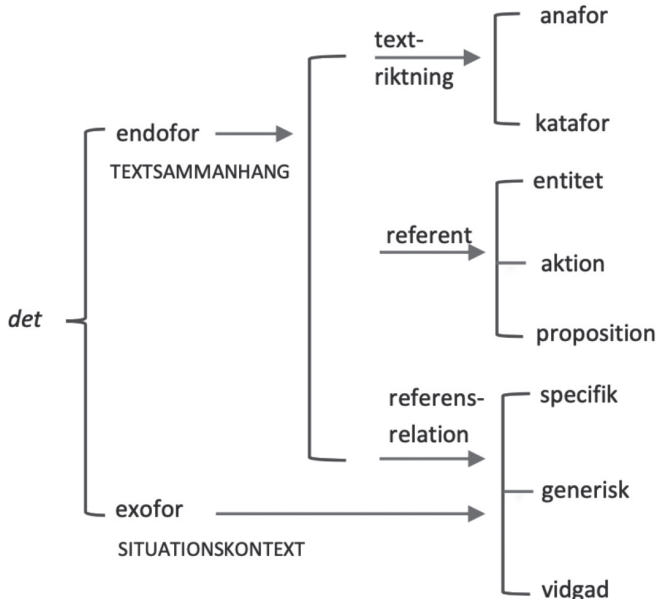 anafor
text-
riktning
katafor
endofor
TEXTSAMMANHANG
entitet
referent
aktion
det
proposition
referens-
relation
specifik
generisk
exofor
SITUATIONSKONTEXT
vidgad